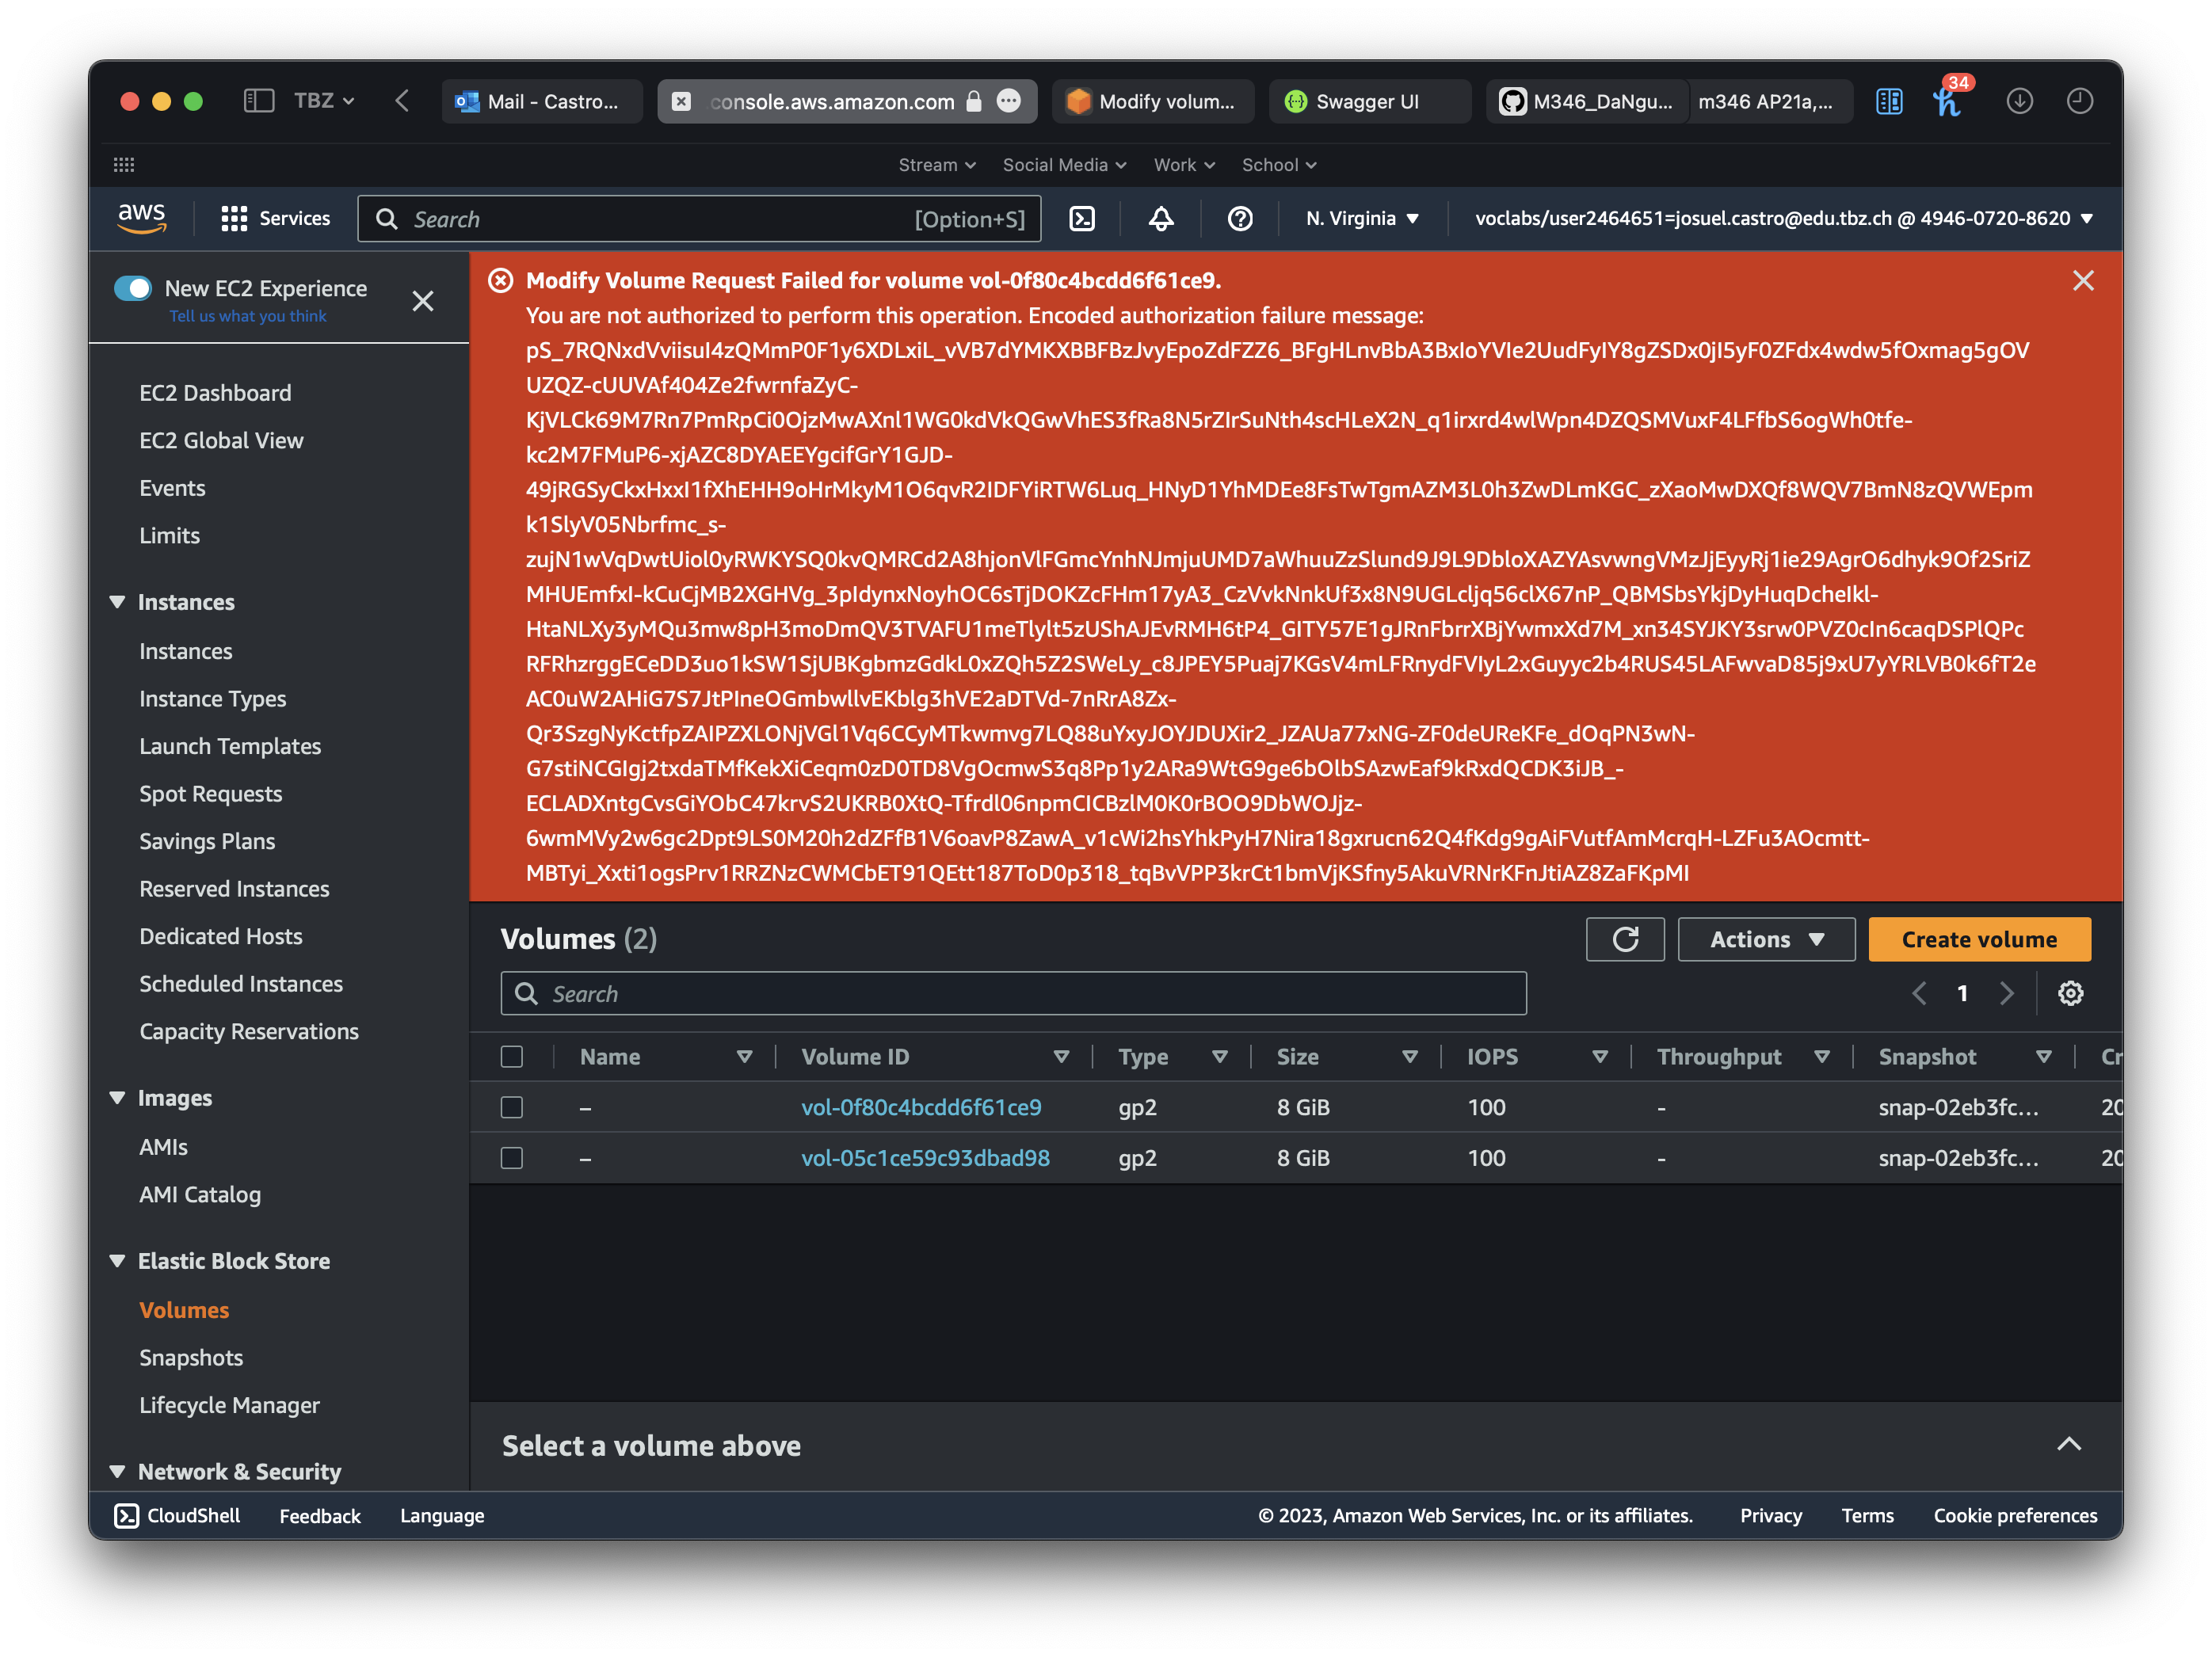 TBZ
Mail - Castro...
console.aws.amazon.com
Modify volum...
Swagger UI
M346_DaNgu...
m346 AP21a,...
34
Stream
Social Media
Work
School
aws
Services
Search
[Option+S]
N. Virginia
voclabs/user2464651=josuel.castro@edu.tbz.ch @ 4946-0720-8620
New EC2 Experience
Tell us what you think
EC2 Dashboard
EC2 Global View
Events
Limits
Instances
Instances
Instance Types
Launch Templates
Spot Requests
Savings Plans
Reserved Instances
Dedicated Hosts
Scheduled Instances
Capacity Reservations
Images
AMIs
AMI Catalog
Elastic Block Store
Volumes
Snapshots
Lifecycle Manager
Network & Security
Modify Volume Request Failed for volume vol-0f80c4bcdd6f61ce9.
You are not authorized to perform this operation. Encoded authorization failure message:
pS_7RQNxdVviisuI4zQMmP0F1y6XDLxiL_vVB7dYMKXBBFBzJvyEpoZdFZZ6_BFgHLnvBbA3BxIoYVIe2UudFyIY8gZSDx0jI5yF0ZFdx4wdw5fOxmag5gOV
UZQZ-cUUVAf404Ze2fwrnfaZyC-
KjVLCk69M7Rn7PmRpCi0OjzMwAXnl1WG0kdVkQGwVhES3fRa8N5rZIrSuNth4scHLeX2N_q1irxrd4wlWpn4DZQSMVuxF4LFfbS6ogWh0tfe-
kc2M7FMuP6-xjAZC8DYAEEYgcifGrY1GJD-
49jRGSyCkxHxxI1fXhEHH9oHrMkyM1O6qvR2IDFYiRTW6Luq_HNyD1YhMDEe8FsTwTgmAZM3L0h3ZwDLmKGC_zXaoMwDXQf8WQV7BmN8zQVWEpm
k1SlyV05Nbrfmc_s-
zujN1wVqDwtUiol0yRWKYSQ0kvQMRCd2A8hjonVlFGmcYnhNJmjuUMD7aWhuuZzSlund9J9L9DbloXAZYAsvwngVMzJjEyyRj1ie29AgrO6dhyk9Of2SriZ
MHUEmfxI-kCuCjMB2XGHVg_3pIdynxNoyhOC6sTjDOKZcFHm17yA3_CzVvkNnkUf3x8N9UGLcljq56clX67nP_QBMSbsYkjDyHuqDcheIkl-
HtaNLXy3yMQu3mw8pH3moDmQV3TVAFU1meTlylt5zUShAJEvRMH6tP4_GITY57E1gJRnFbrrXBjYwmxXd7M_xn34SYJKY3srw0PVZ0cIn6caqDSPlQPc
RFRhzrggECeDD3uo1kSW1SjUBKgbmzGdkL0xZQh5Z2SWeLy_c8JPEY5Puaj7KGsV4mLFRnydFVIyL2xGuyyc2b4RUS45LAFwvaD85j9xU7yYRLVB0k6fT2e
AC0uW2AHiG7S7JtPIneOGmbwllvEKblg3hVE2aDTVd-7nRrA8Zx-
Qr3SzgNyKctfpZAIPZXLONjVGl1Vq6CCyMTkwmvg7LQ88uYxyJOYJDUXir2_JZAUa77xNG-ZF0deUReKFe_dOqPN3wN-
G7stiNCGIgj2txdaTMfKekXiCeqm0zD0TD8VgOcmwS3q8Pp1y2ARa9WtG9ge6bOlbSAzwEaf9kRxdQCDK3iJB_-
ECLADXntgCvsGiYObC47krvS2UKRB0XtQ-Tfrdl06npmCICBzlM0K0rBOO9DbWOJjz-
6wmMVy2w6gc2Dpt9LS0M20h2dZFfB1V6oavP8ZawA_v1cWi2hsYhkPyH7Nira18gxrucn62Q4fKdg9gAiFVutfAmMcrqH-LZFu3AOcmtt-
MBTyi_Xxti1ogsPrv1RRZNzCWMCbET91QEtt187ToD0p318_tqBvVPP3krCt1bmVjKSfny5AkuVRNrKFnJtiAZ8ZaFKpMI
Volumes (2)
Actions
Create volume
Search
1
Name Volume ID Type Size IOPS Throughput Snapshot Cr
– vol-0f80c4bcdd6f61ce9 gp2 8 GiB 100 - snap-02eb3fc... 20
– vol-05c1ce59c93dbad98 gp2 8 GiB 100 - snap-02eb3fc... 20
Select a volume above
CloudShell Feedback Language
© 2023, Amazon Web Services, Inc. or its affiliates. Privacy Terms Cookie preferences